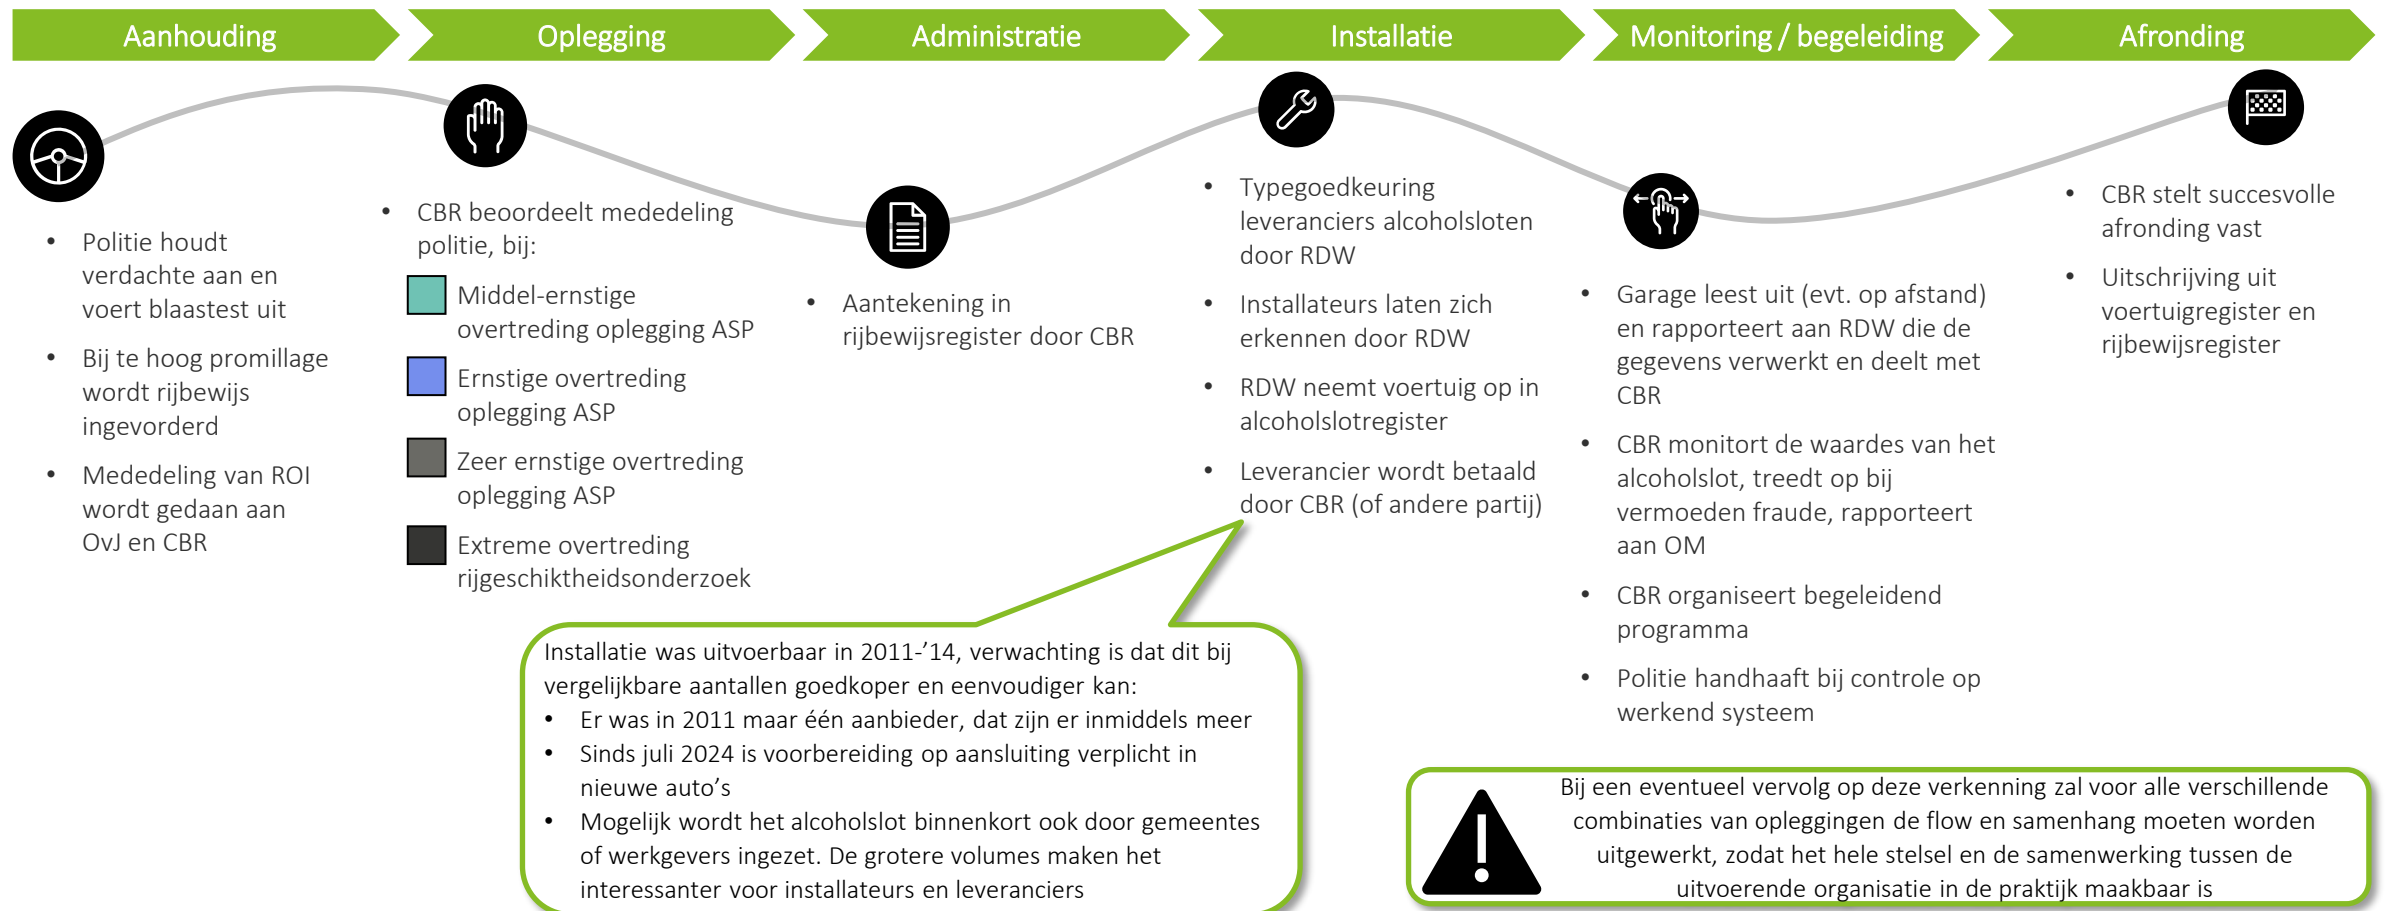 Aanhouding
Oplegging
Administratie
Installatie
Monitoring / begeleiding
Afronding
• Politie houdt
verdachte aan en
voert blaastest uit
• Bij te hoog promillage
wordt rijbewijs
ingevorderd
• Mededeling van ROI
wordt gedaan aan
OvJ en CBR
• CBR beoordeelt mededeling
politie, bij:
Middel-ernstige
overtreding oplegging ASP
Ernstige overtreding
oplegging ASP
Zeer ernstige overtreding
oplegging ASP
Extreme overtreding
rijgeschiktheidsonderzoek
• Aantekening in
rijbewijsregister door CBR
• Typegoedkeuring
leveranciers alcoholsloten
door RDW
• Installateurs laten zich
erkennen door RDW
• RDW neemt voertuig op in
alcoholslotregister
• Leverancier wordt betaald
door CBR (of andere partij)
• Garage leest uit (evt. op afstand)
en rapporteert aan RDW die de
gegevens verwerkt en deelt met
CBR
• CBR monitort de waardes van het
alcoholslot, treedt op bij
vermoeden fraude, rapporteert
aan OM
• CBR organiseert begeleidend
programma
• Politie handhaaft bij controle op
werkend systeem
• CBR stelt succesvolle
afronding vast
• Uitschrijving uit
voertuigregister en
rijbewijsregister
Installatie was uitvoerbaar in 2011-’14, verwachting is dat dit bij
vergelijkbare aantallen goedkoper en eenvoudiger kan:
• Er was in 2011 maar één aanbieder, dat zijn er inmiddels meer
• Sinds juli 2024 is voorbereiding op aansluiting verplicht in
nieuwe auto’s
• Mogelijk wordt het alcoholslot binnenkort ook door gemeentes
of werkgevers ingezet. De grotere volumes maken het
interessanter voor installateurs en leveranciers
Bij een eventueel vervolg op deze verkenning zal voor alle verschillende
combinaties van opleggingen de flow en samenhang moeten worden
uitgewerkt, zodat het hele stelsel en de samenwerking tussen de
uitvoerende organisatie in de praktijk maakbaar is